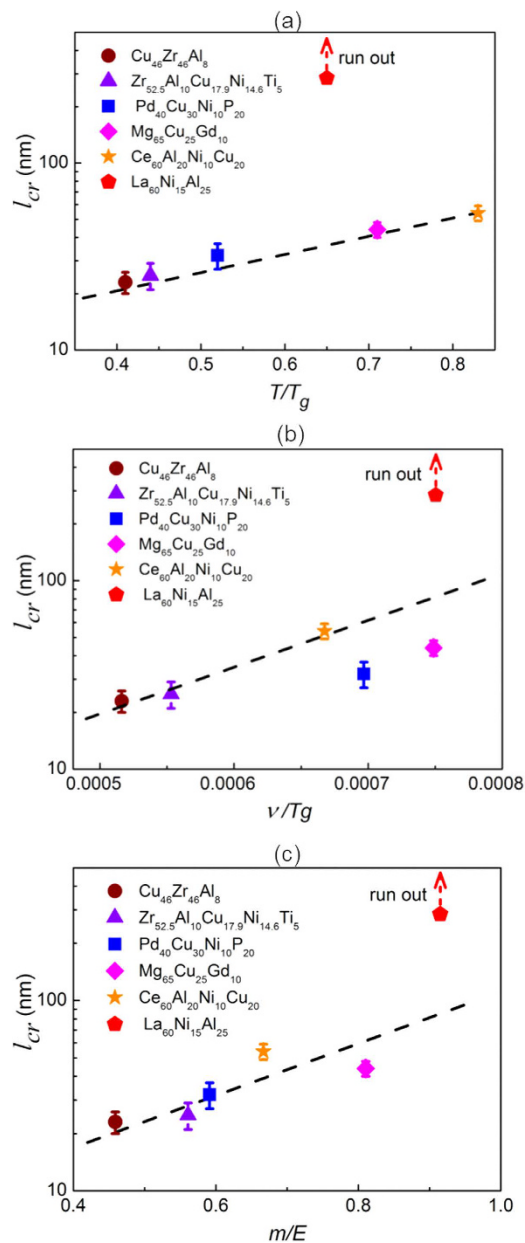 (a)
Cu46Zr46Al8
Zr52.5Al10Cu17.9Ni14.6Ti5
Pd40Cu30Ni10P20
Mg65Cu25Gd10
Ce60Al20Ni10Cu20
La60Ni15Al25
run out
100
10
lcr (nm)
0.4 0.5 0.6 0.7 0.8
T/Tg
(b)
Cu46Zr46Al8
Zr52.5Al10Cu17.9Ni14.6Ti5
Pd40Cu30Ni10P20
Mg65Cu25Gd10
Ce60Al20Ni10Cu20
La60Ni15Al25
run out
100
10
lcr (nm)
0.0005 0.0006 0.0007 0.0008
ν/Tg
(c)
Cu46Zr46Al8
Zr52.5Al10Cu17.9Ni14.6Ti5
Pd40Cu30Ni10P20
Mg65Cu25Gd10
Ce60Al20Ni10Cu20
La60Ni15Al25
run out
100
10
lcr (nm)
0.4 0.6 0.8 1.0
m/E